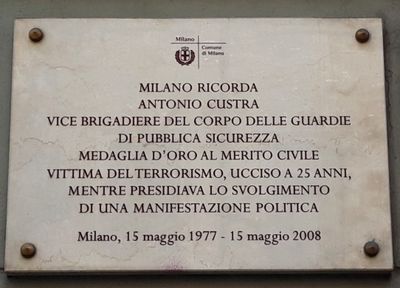 Milano
Comune
di Milano
MILANO RICORDA
ANTONIO CUSTRA
VICE BRIGADIERE DEL CORPO DELLE GUARDIE
DI PUBBLICA SICUREZZA
MEDAGLIA D'ORO AL MERITO CIVILE
VITTIMA DEL TERRORISMO, UCCISO A 25 ANNI,
MENTRE PRESIDIAVA LO SVOLGIMENTO
DI UNA MANIFESTAZIONE POLITICA
Milano, 15 maggio 1977 - 15 maggio 2008